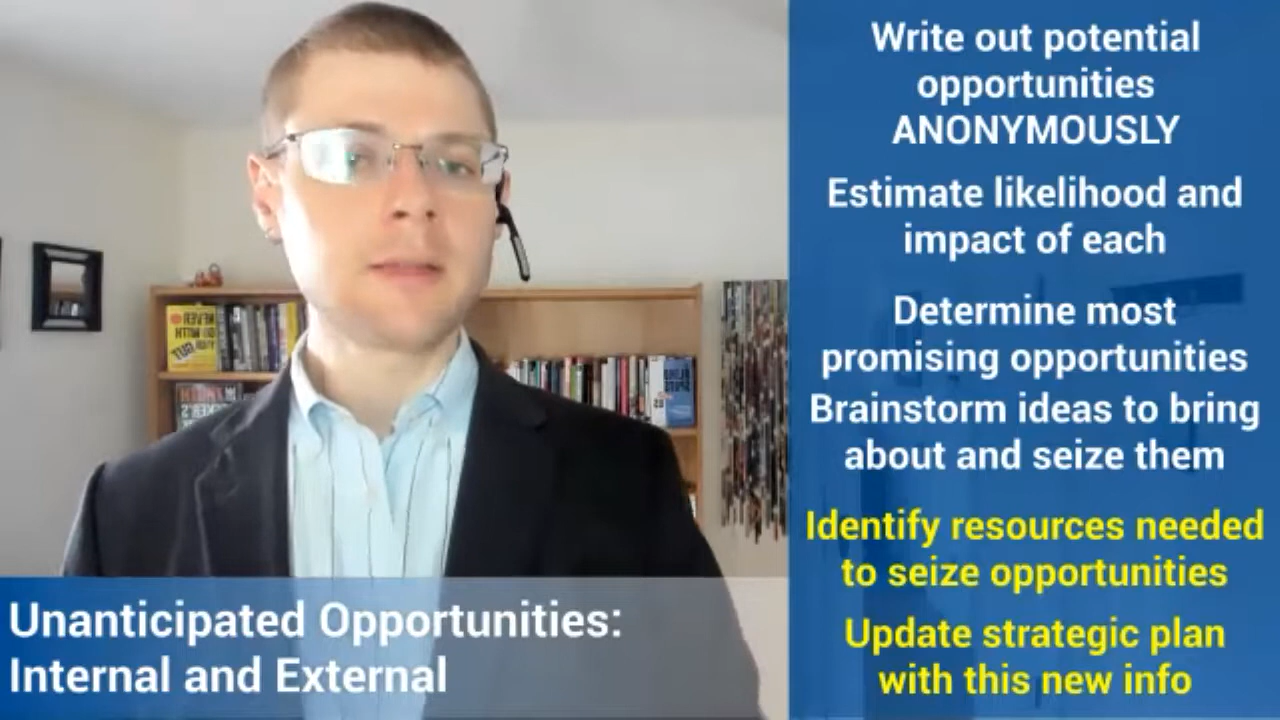 Write out potential
opportunities
ANONYMOUSLY
Estimate likelihood and
impact of each
Determine most
promising opportunities
Brainstorm ideas to bring
about and seize them
Identify resources needed
to seize opportunities
Update strategic plan
with this new info
Unanticipated Opportunities:
Internal and External